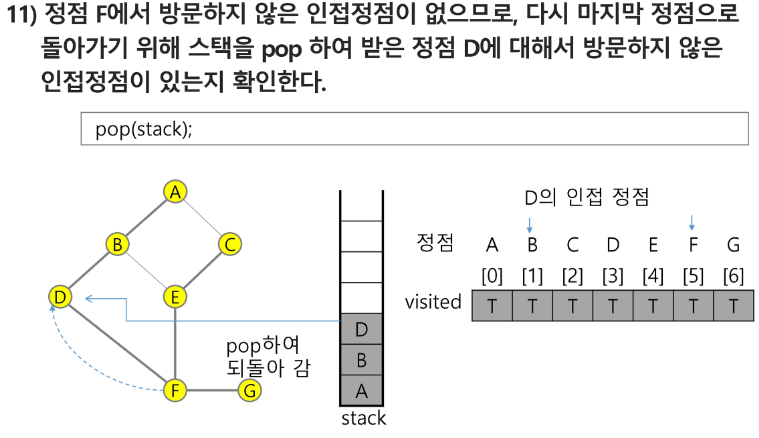 11) 정점 F에서 방문하지 않은 인접정점이 없으므로, 다시 마지막 정점으로
돌아가기 위해 스택을 pop 하여 받은 정점 D에 대해서 방문하지 않은
인접정점이 있는지 확인한다.
pop(stack);
A
B
C
D
E
F
G
pop하여
되돌아 감
D
B
A
stack
D의 인접 정점
정점 A B C D E F G
[0] [1] [2] [3] [4] [5] [6]
visited T T T T T T T